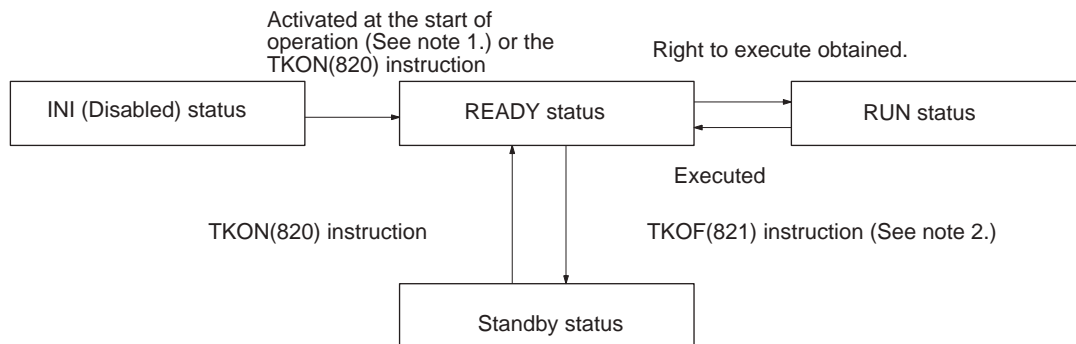 Activated at the start of
operation (See note 1.) or the
TKON(820) instruction
Right to execute obtained.
INI (Disabled) status
READY status
RUN status
Executed
TKON(820) instruction
TKOF(821) instruction (See note 2.)
Standby status